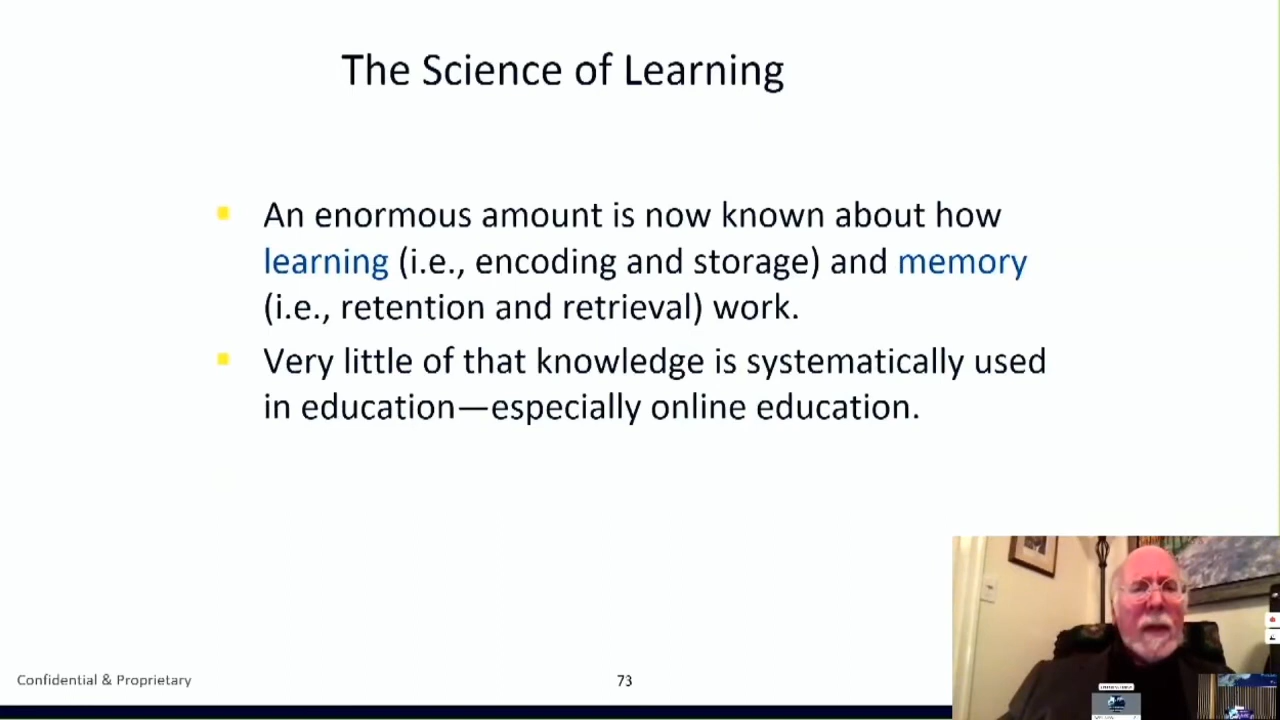 The Science of Learning
An enormous amount is now known about how
learning (i.e., encoding and storage) and memory
(i.e., retention and retrieval) work.
Very little of that knowledge is systematically used
in education—especially online education.
Confidential & Proprietary
73